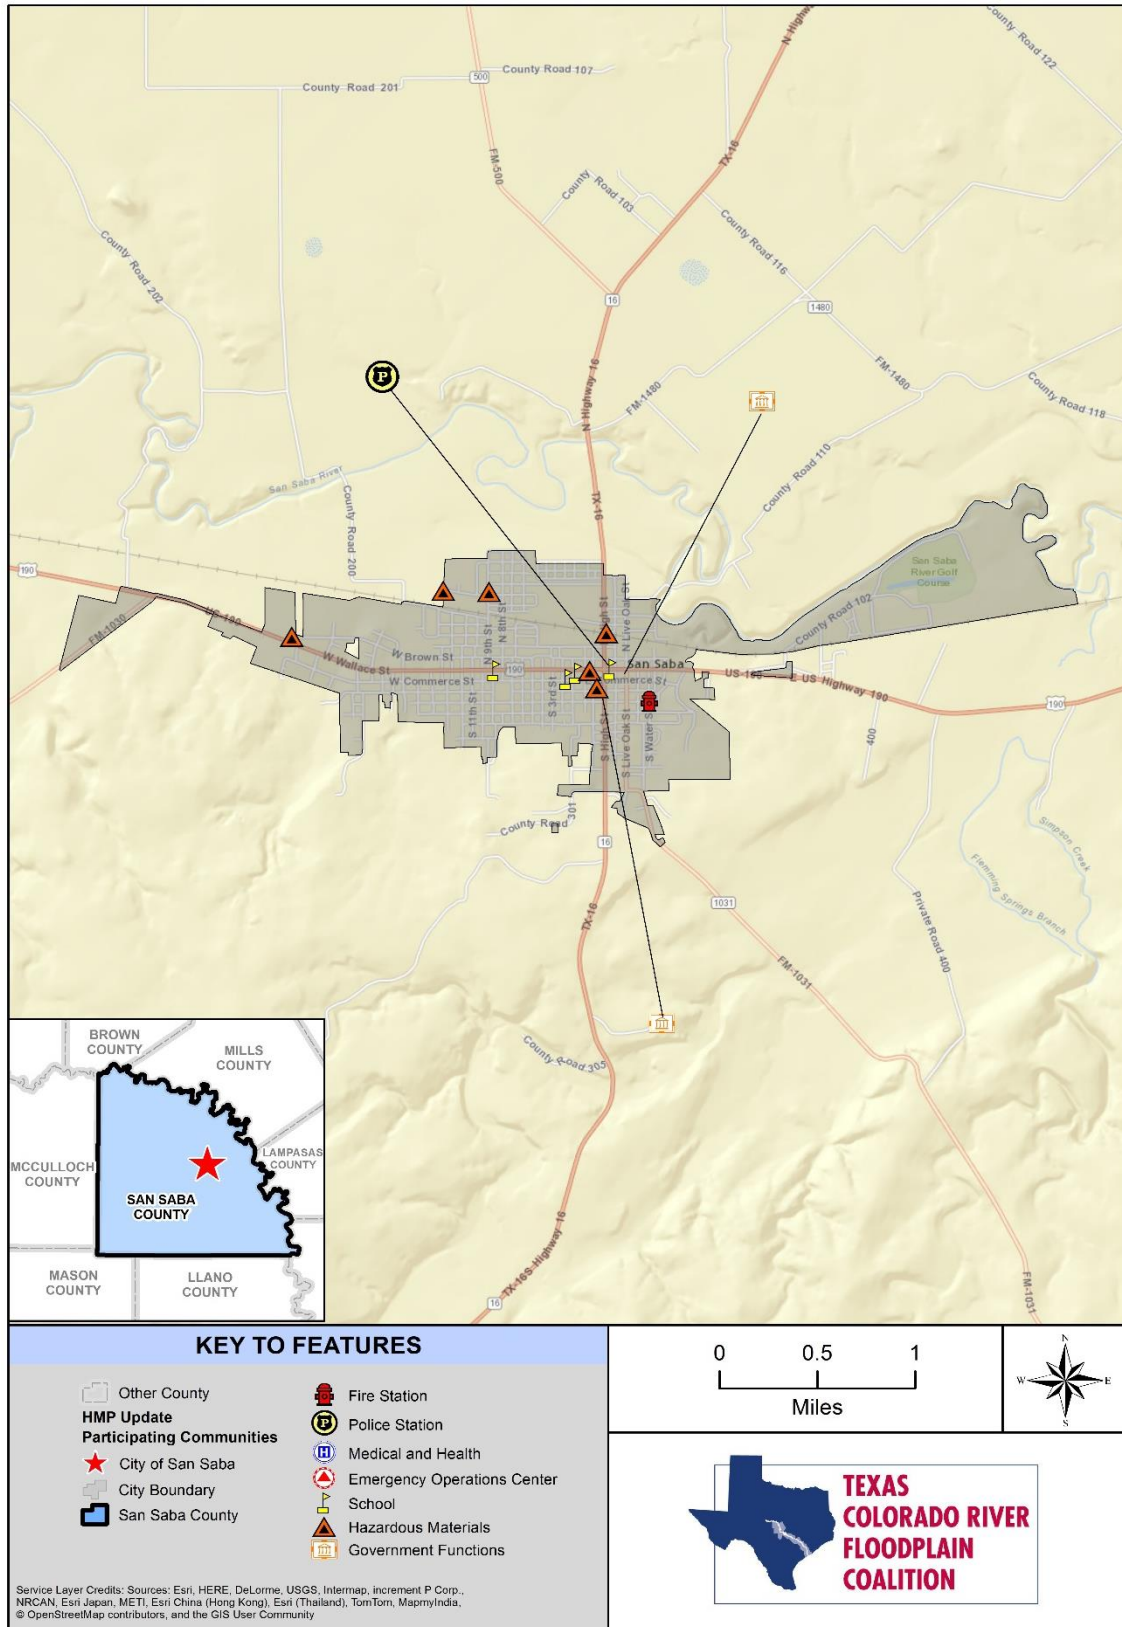 County Road 107
500
County Road 201
County Road 122
N Highway
TX-16
FM-500
County Road 103
County Road 116
County Road 202
16
1480
FM-1480
County Road 118
N Highway 16
FM-1480
County Road 110
San Saba River
County Road 200
TX-16
190
San Saba
River Golf
Course
County Road 102
US-190
FM-1030
N 8th St
N 9th St
N Live Oak St
W Brown St
W Wallace St
W Commerce St
190
San Saba
E US Highway 190
190
S 11th St
S 3rd St
S High St
S Live Oak St
S Water S
400
County Road
301
16
1031
TX-16
Simpson Creek
Flemming Springs Branch
Private Road 400
FM-1031
County Road 305
TX-16S Highway 16
16
FM-1031
BROWN
COUNTY
MILLS
COUNTY
LAMPASAS
COUNTY
MCCULLOCH
COUNTY
SAN SABA
COUNTY
MASON
COUNTY
LLANO
COUNTY
KEY TO FEATURES
Other County
HMP Update
Participating Communities
City of San Saba
City Boundary
San Saba County
Fire Station
Police Station
Medical and Health
Emergency Operations Center
School
Hazardous Materials
Government Functions
Service Layer Credits: Sources: Esri, HERE, DeLorme, USGS, Intermap, increment P Corp.,
NRCAN, Esri Japan, METI, Esri China (Hong Kong), Esri (Thailand), TomTom, MapmyIndia,
© OpenStreetMap contributors, and the GIS User Community
0 0.5 1
Miles
N
W E
S
TEXAS
COLORADO RIVER
FLOODPLAIN
COALITION